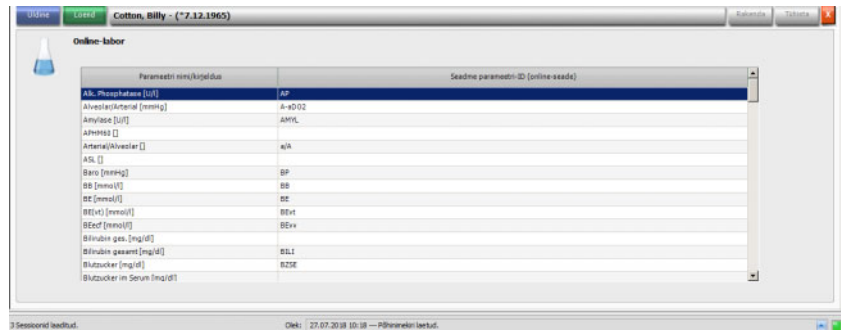 Üldine Loend Cotton, Billy - (*7.12.1965) Rakenda Tühista X
Online-labor
Parameetri nimi/kirjeldus Seadme parameetri-ID (online-seade)
Alk. Phosphatase [U/l] AP
Alveolar/Arterial [mmHg] A-aDO2
Amylase [U/l] AMYL
APHM62 []
Arterial/Alveolar [] a/A
ASL []
Baro [mmHg] BP
BB [mmol/l] BB
BE [mmol/l] BE
BE(vt) [mmol/l] BEvt
BEecf [mmol/l] BEvv
Bilirubin ges. [mg/dl]
Bilirubin gesamt [mg/dl] BILI
Blutzucker [mg/dl] BZSE
Blutzucker im Serum [mg/dl]
3 Sessioonid laaditud. Olek: 27.07.2018 10:18 — Põhinimekiri laetud.